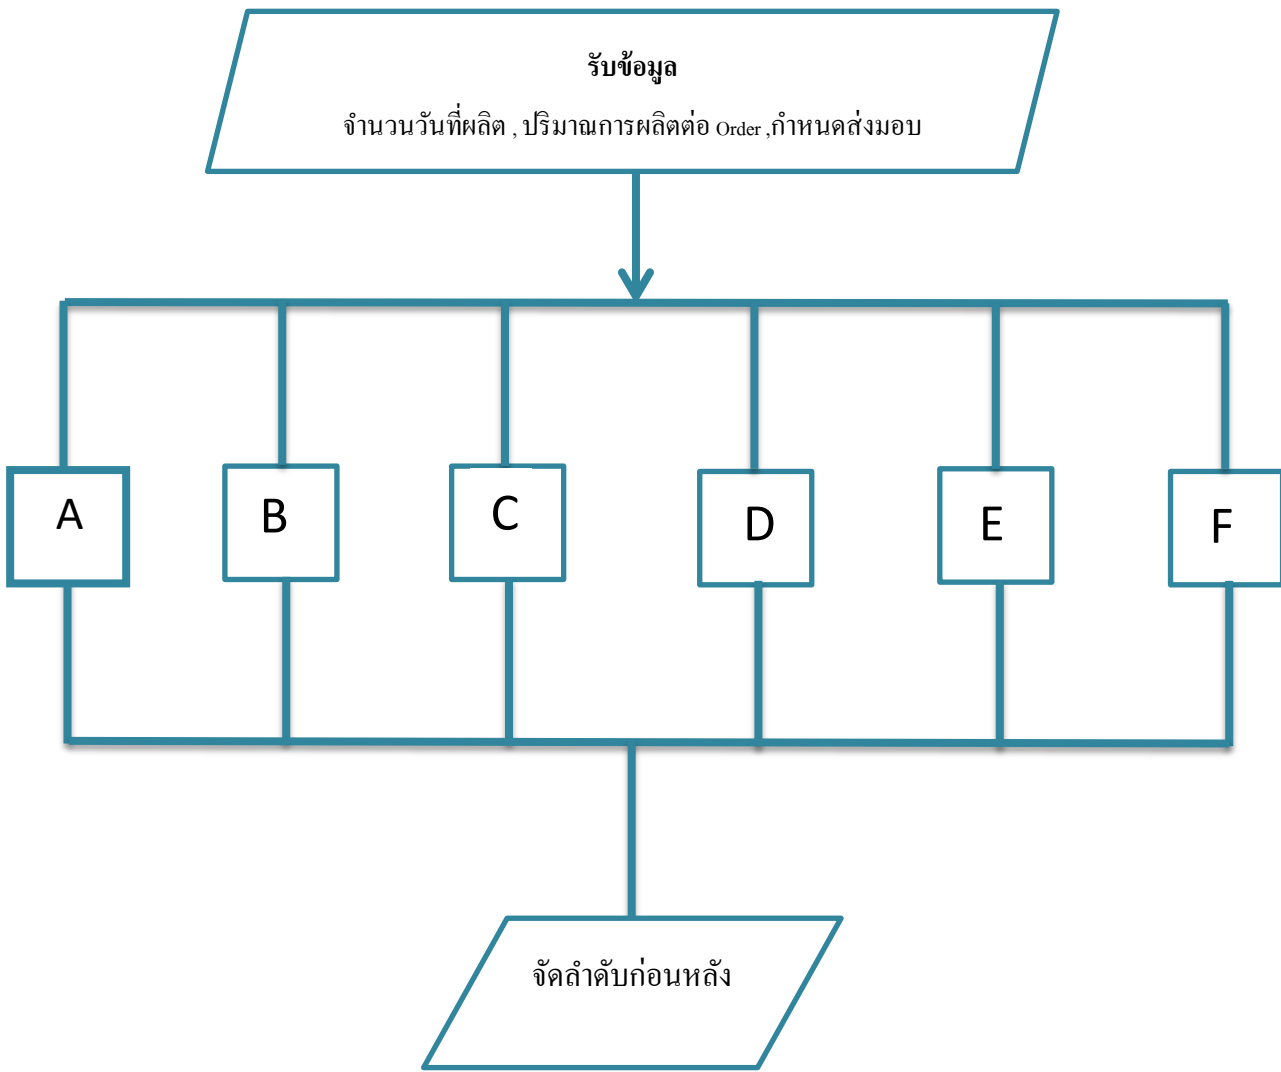 รับข้อมูล
จำนวนวันที่ผลิต , ปริมาณการผลิตต่อ Order ,กำหนดส่งมอบ
A B C D E F
จัดลำดับก่อนหลัง